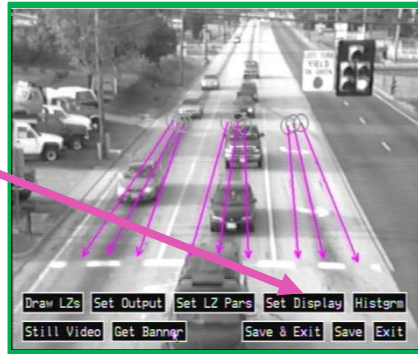 LEFT TURN
YIELD
ON GREEN
Draw LZs Set Output Set LZ Pars Set Display Histgrm
Still Video Get Banner Save & Exit Save Exit